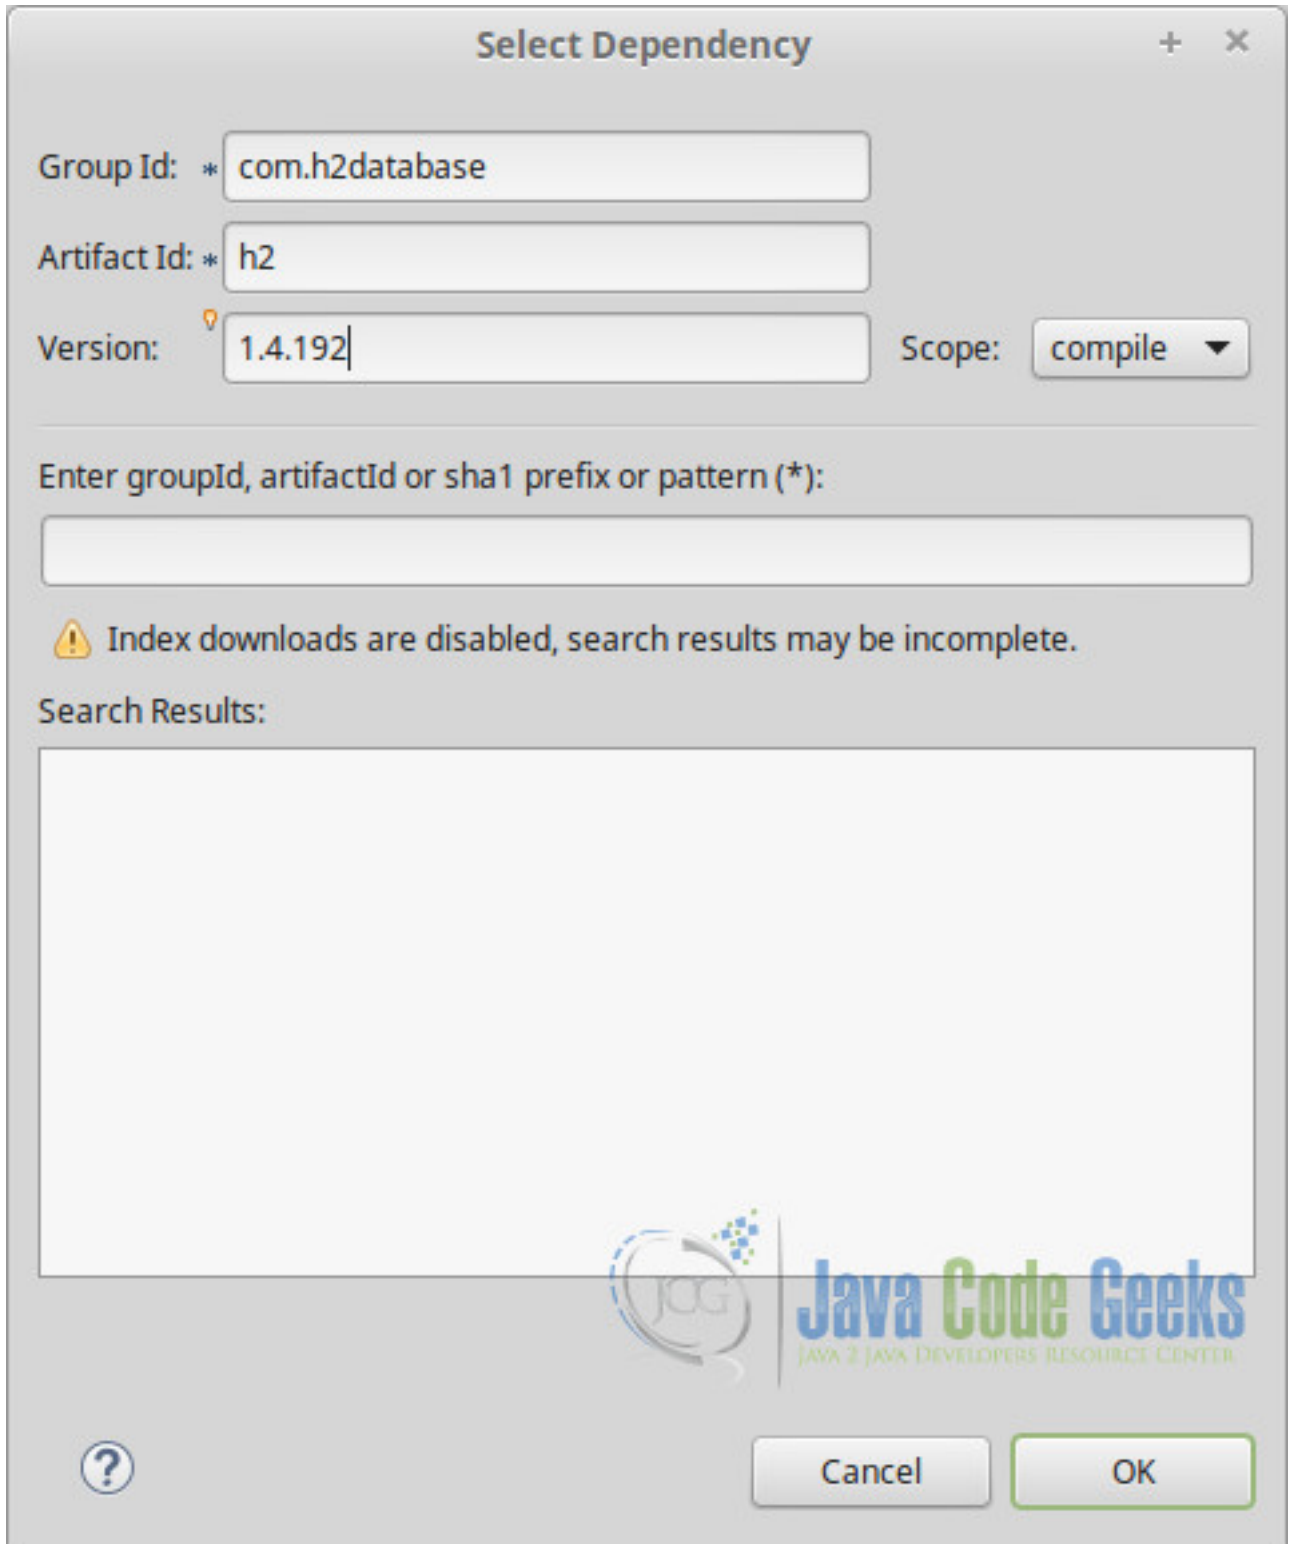 Select Dependency
Group Id: * com.h2database
Artifact Id: * h2
Version: 1.4.192 Scope: compile
Enter groupId, artifactId or sha1 prefix or pattern (*):
Index downloads are disabled, search results may be incomplete.
Search Results:
JCG
Java Code Geeks
JAVA 2 JAVA DEVELOPERS RESOURCE CENTER
Cancel OK